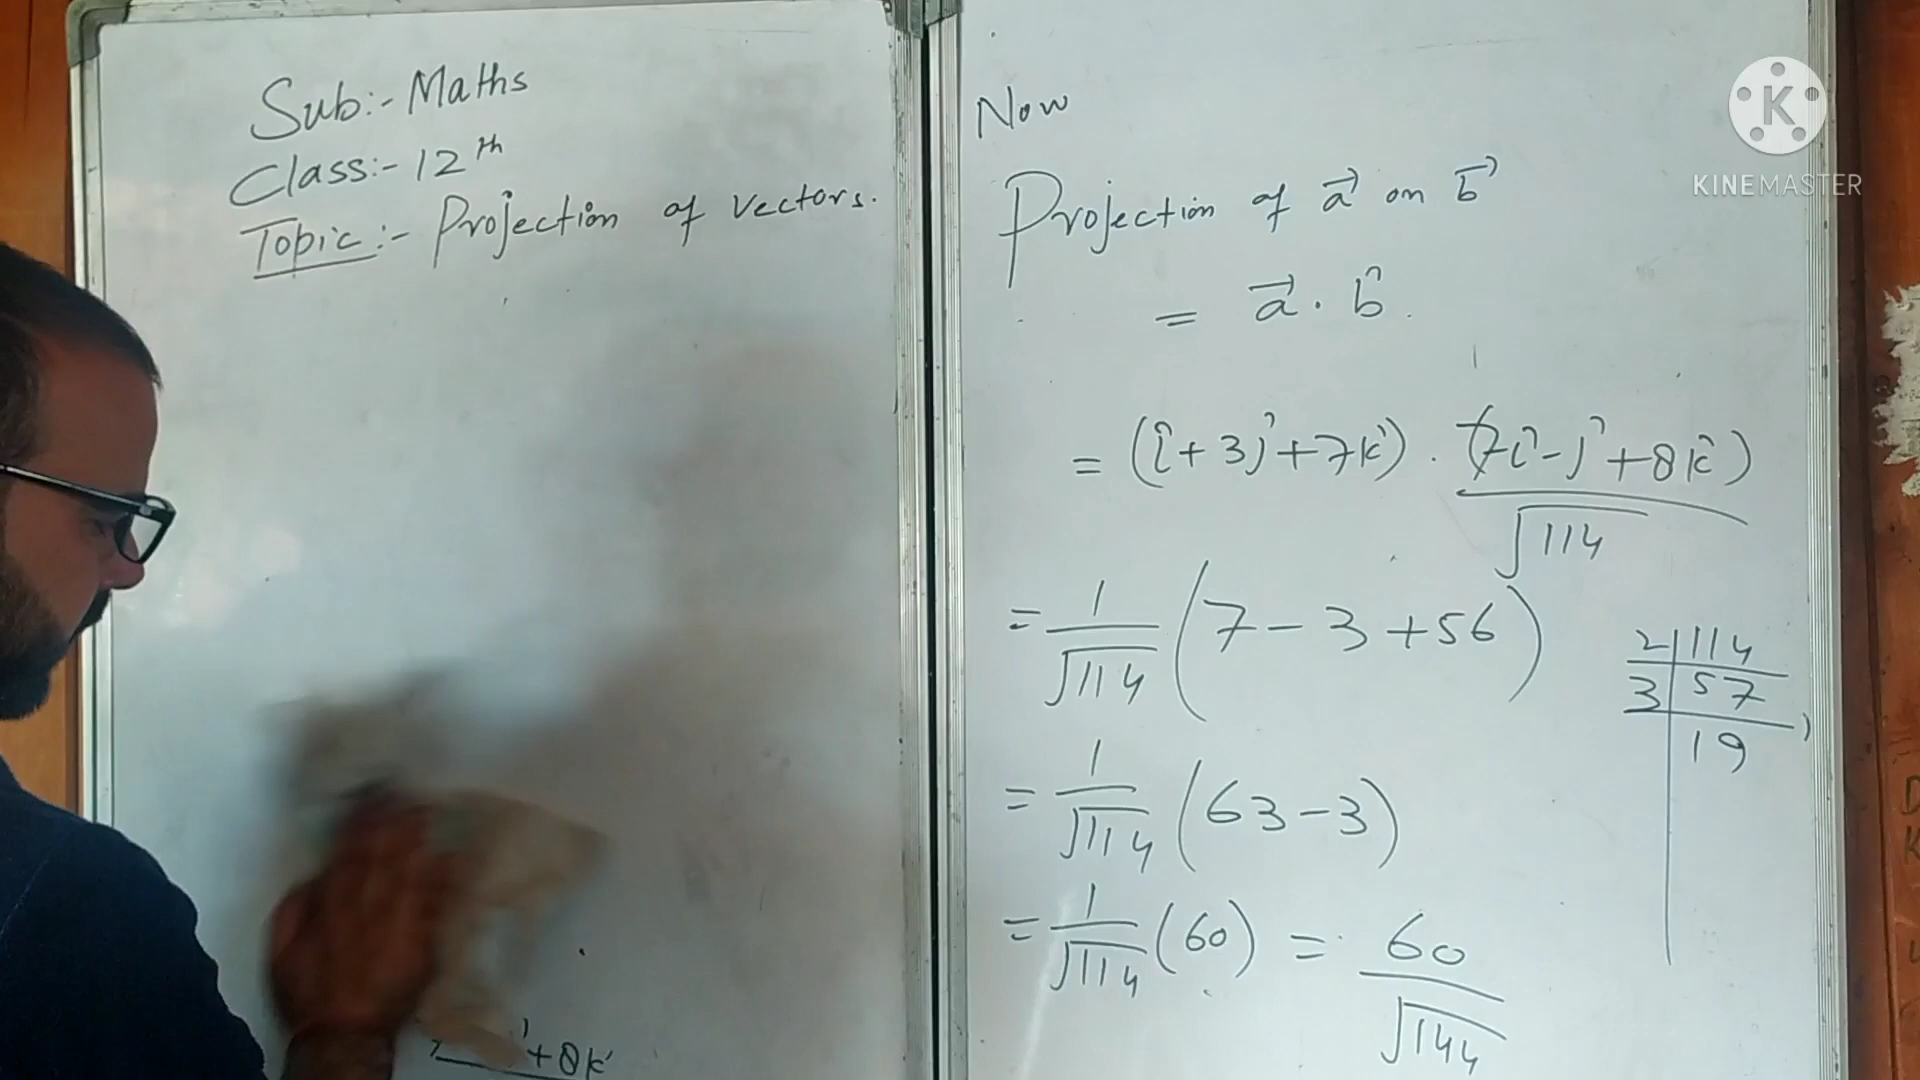 Sub:- Maths
Class:- 12th
Topic:- Projection of Vectors.
+8k̂
Now
Projection of a⃗ on b⃗
= a⃗ · b̂.
= (î + 3ĵ + 7k̂) · (7î - ĵ + 8k̂) / √114
= 1/√114 (7 - 3 + 56)
= 1/√114 (63 - 3)
= 1/√114 (60) = 60/√144
2 | 114
3 | 57
19
K
KINEMASTER